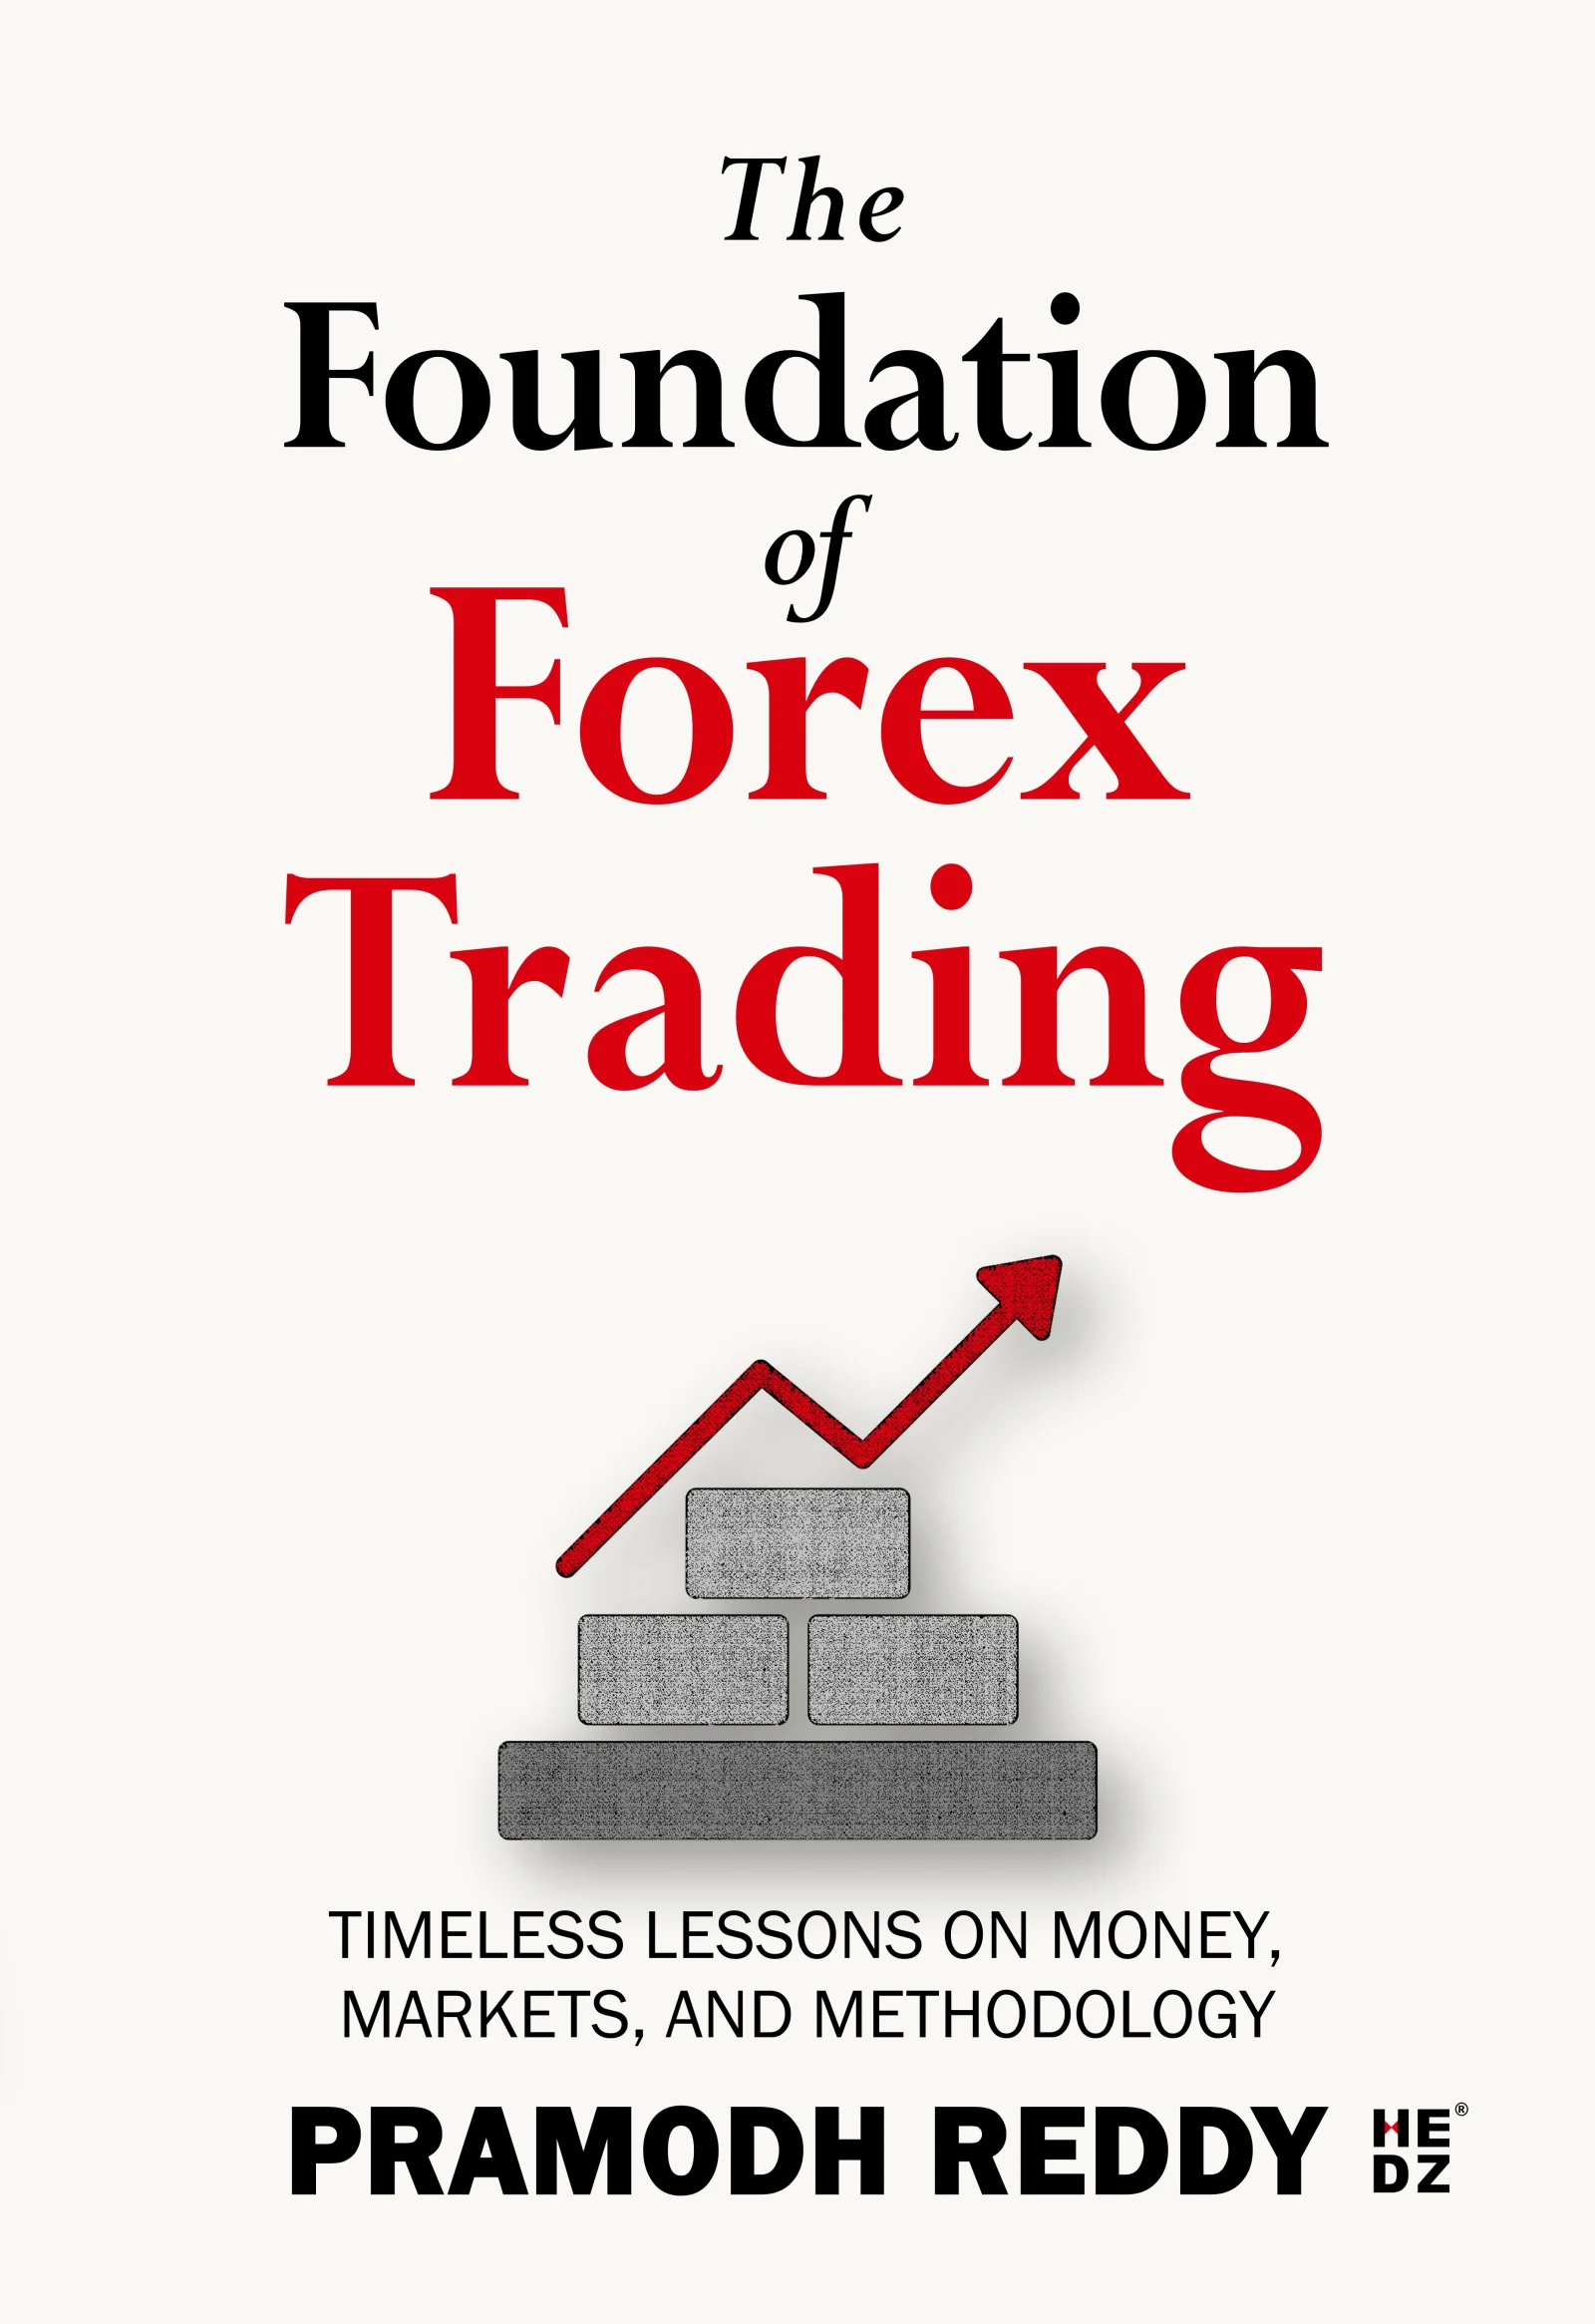 The
Foundation
of
Forex
Trading
TIMELESS LESSONS ON MONEY,
MARKETS, AND METHODOLOGY
PRAMODH REDDY
HE®
DZ